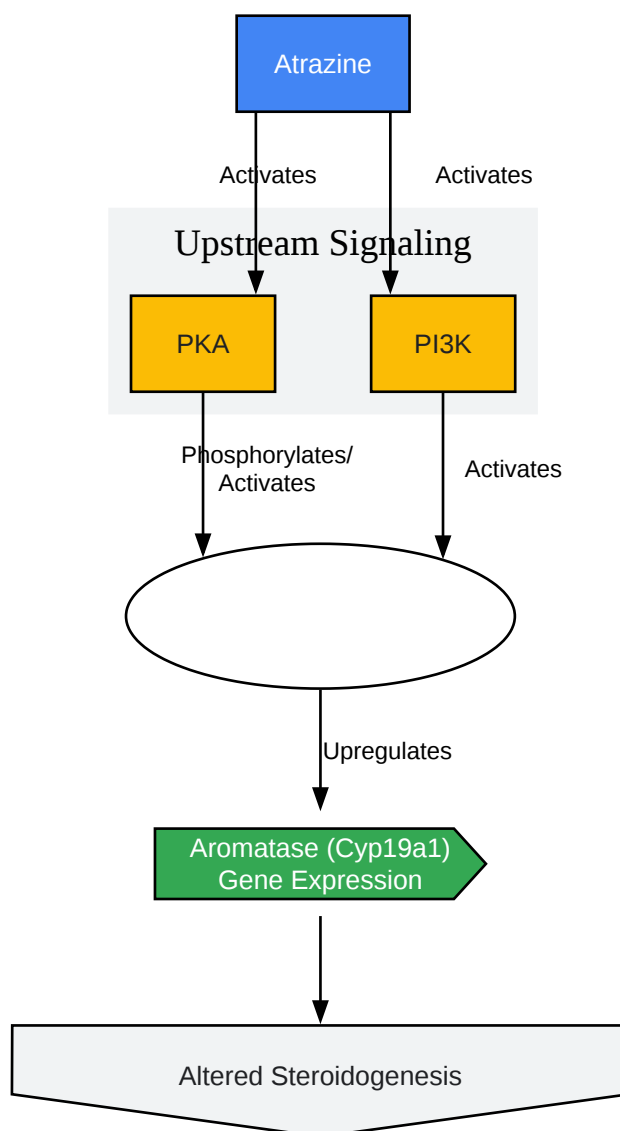 Atrazine
Activates
Activates
Upstream Signaling
PKA
PI3K
Phosphorylates/
Activates
Activates
Upregulates
Aromatase (Cyp19a1)
Gene Expression
Altered Steroidogenesis